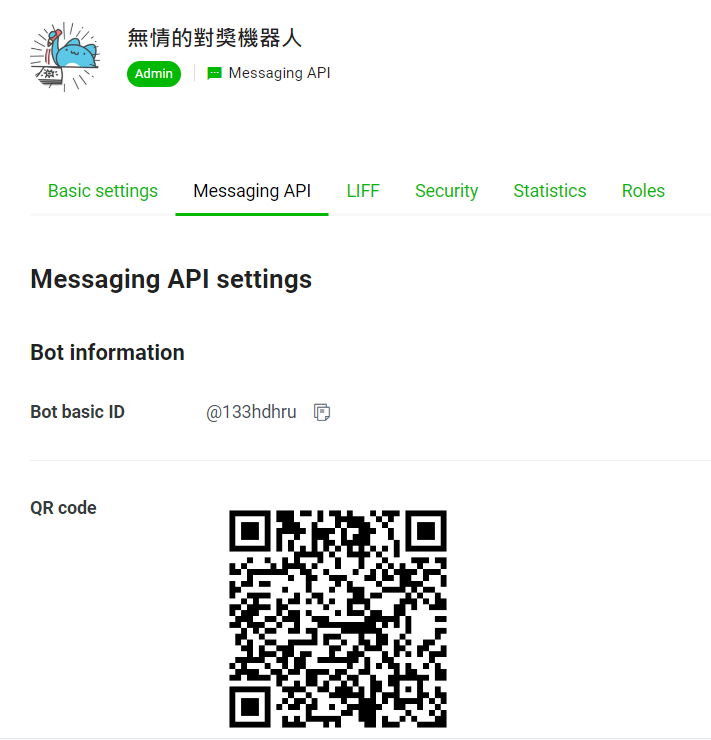 無情的對獎機器人
Admin Messaging API
Basic settings Messaging API LIFF Security Statistics Roles
Messaging API settings
Bot information
Bot basic ID @133hdhru
QR code